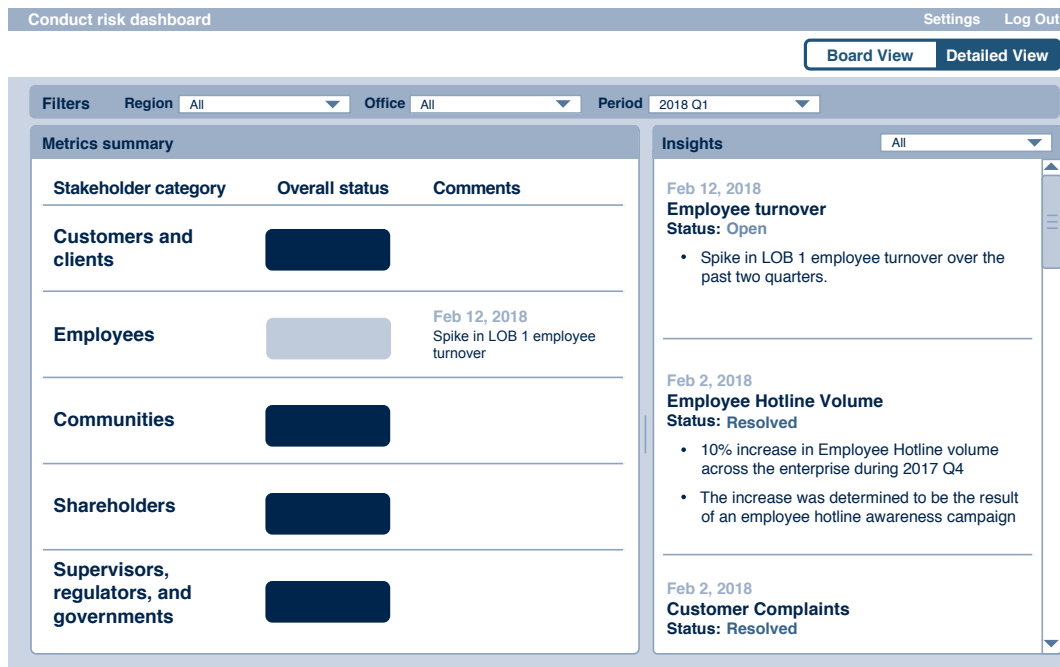 Conduct risk dashboard
Settings Log Out
Board View Detailed View
Filters Region All Office All Period 2018 Q1
Metrics summary
Stakeholder category Overall status Comments
Customers and
clients
Employees
Feb 12, 2018
Spike in LOB 1 employee
turnover
Communities
Shareholders
Supervisors,
regulators, and
governments
Insights All
Feb 12, 2018
Employee turnover
Status: Open
• Spike in LOB 1 employee turnover over the
past two quarters.
Feb 2, 2018
Employee Hotline Volume
Status: Resolved
• 10% increase in Employee Hotline volume
across the enterprise during 2017 Q4
• The increase was determined to be the result
of an employee hotline awareness campaign
Feb 2, 2018
Customer Complaints
Status: Resolved